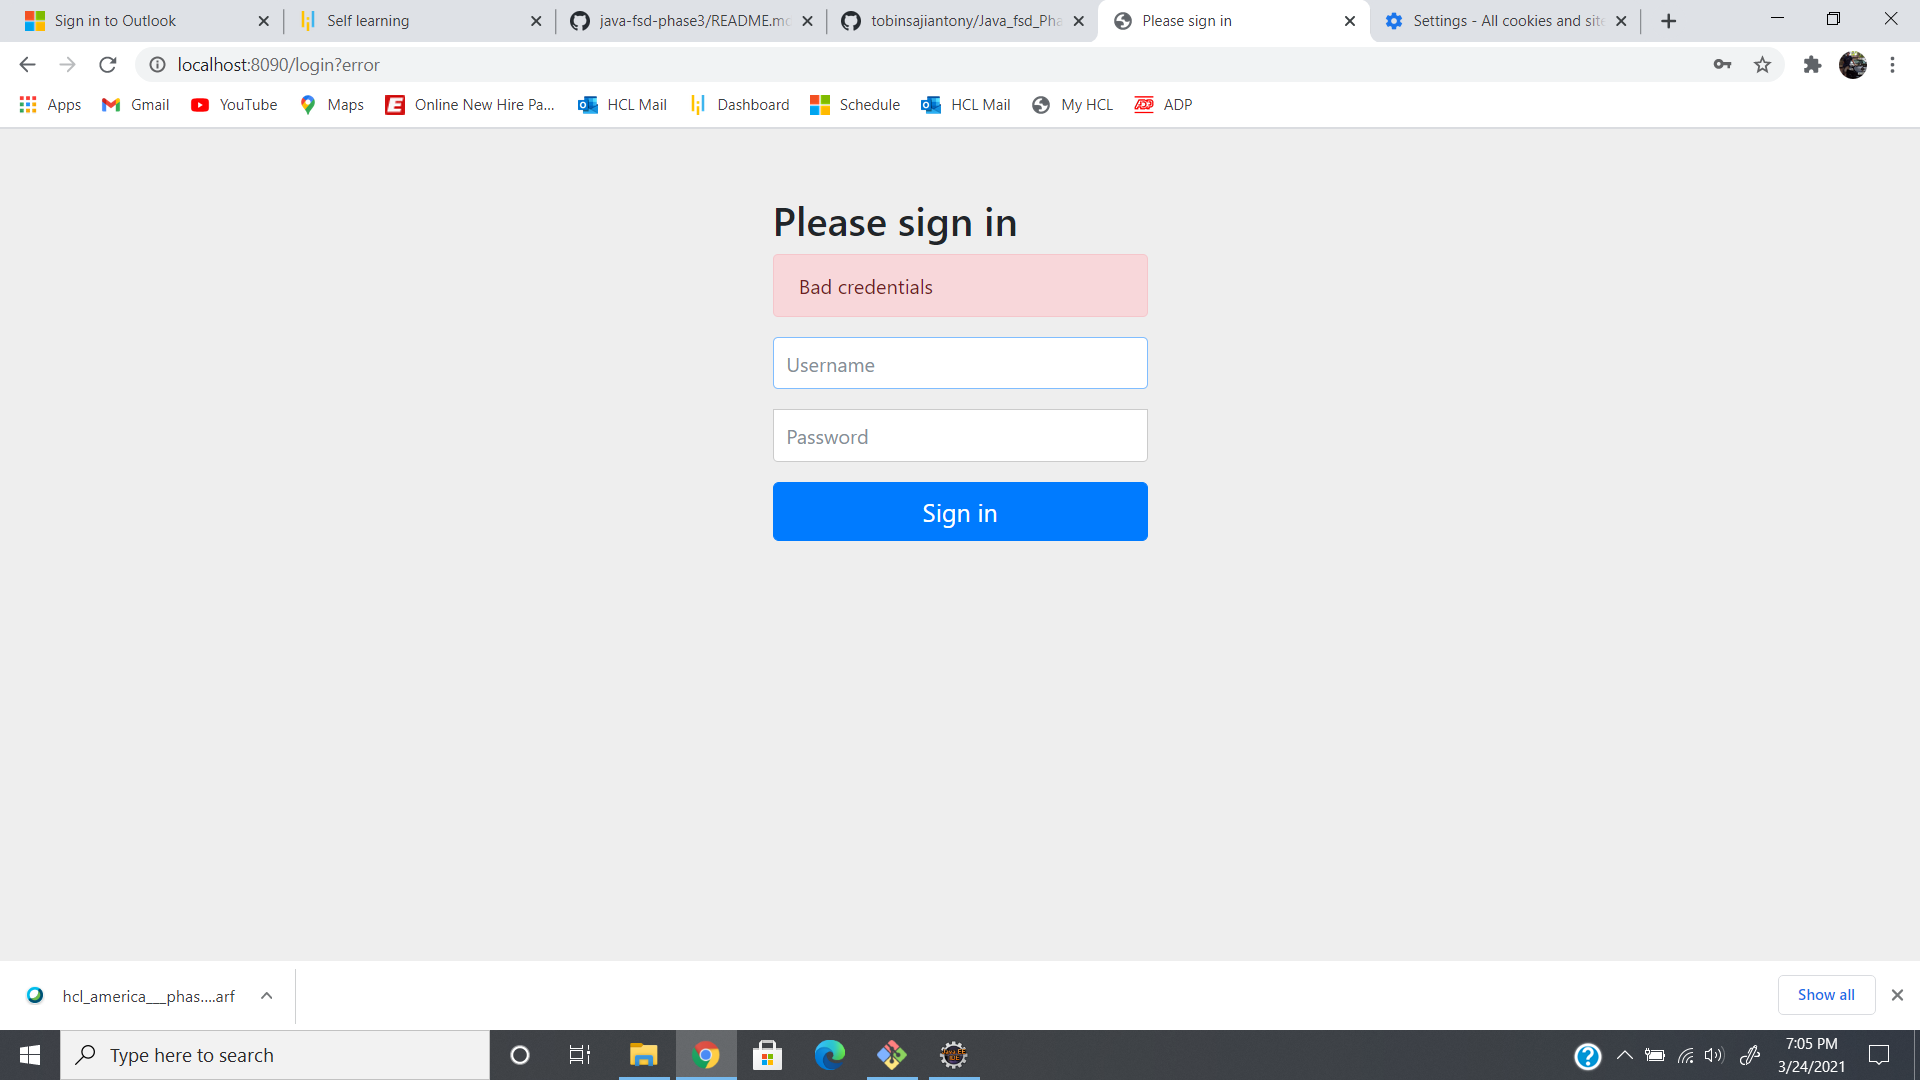 Sign in to Outlook
Self learning
java-fsd-phase3/README.md
tobinsajiantony/Java_fsd_Pha
Please sign in
Settings - All cookies and site
localhost:8090/login?error
Apps
Gmail
YouTube
Maps
Online New Hire Pa...
HCL Mail
Dashboard
Schedule
HCL Mail
My HCL
ADP
Please sign in
Bad credentials
Username
Password
Sign in
hcl_america___phas....arf
Show all
Type here to search
7:05 PM
3/24/2021